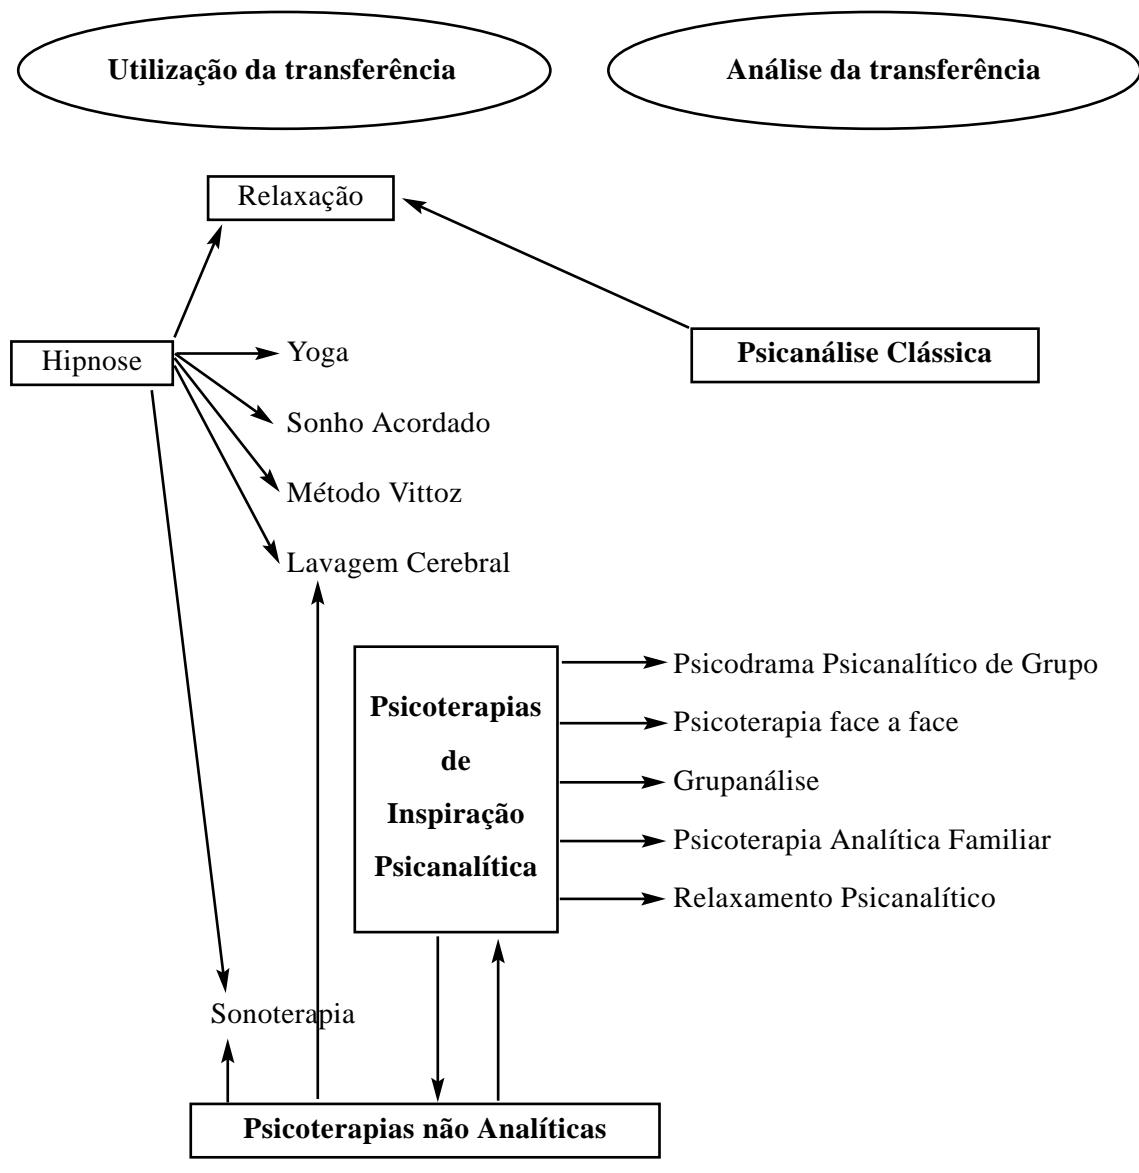 Utilização da transferência
Análise da transferência
Relaxação
Psicanálise Clássica
Hipnose
Yoga
Sonho Acordado
Método Vittoz
Lavagem Cerebral
Psicoterapias
de
Inspiração
Psicanalítica
Psicodrama Psicanalítico de Grupo
Psicoterapia face a face
Grupanálise
Psicoterapia Analítica Familiar
Relaxamento Psicanalítico
Sonoterapia
Psicoterapias não Analíticas